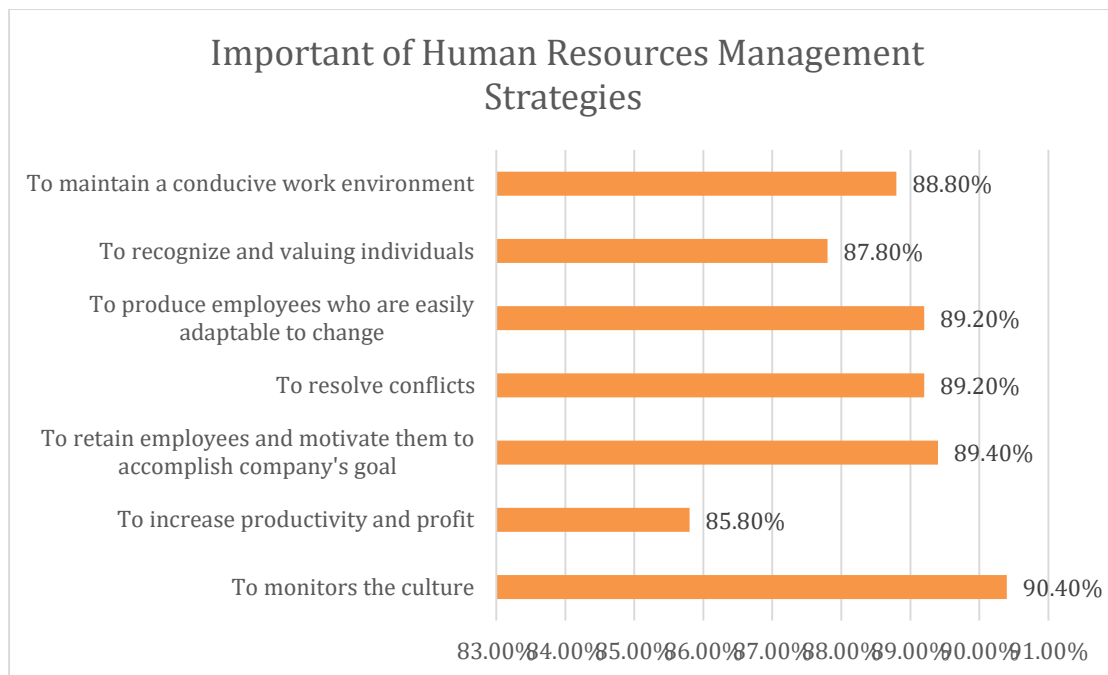 Important of Human Resources Management
Strategies
To maintain a conducive work environment
88.80%
To recognize and valuing individuals
87.80%
To produce employees who are easily
adaptable to change
89.20%
To resolve conflicts
89.20%
To retain employees and motivate them to
accomplish company's goal
89.40%
To increase productivity and profit
85.80%
To monitors the culture
90.40%
83.00% 84.00% 85.00% 86.00% 87.00% 88.00% 89.00% 90.00% 91.00%